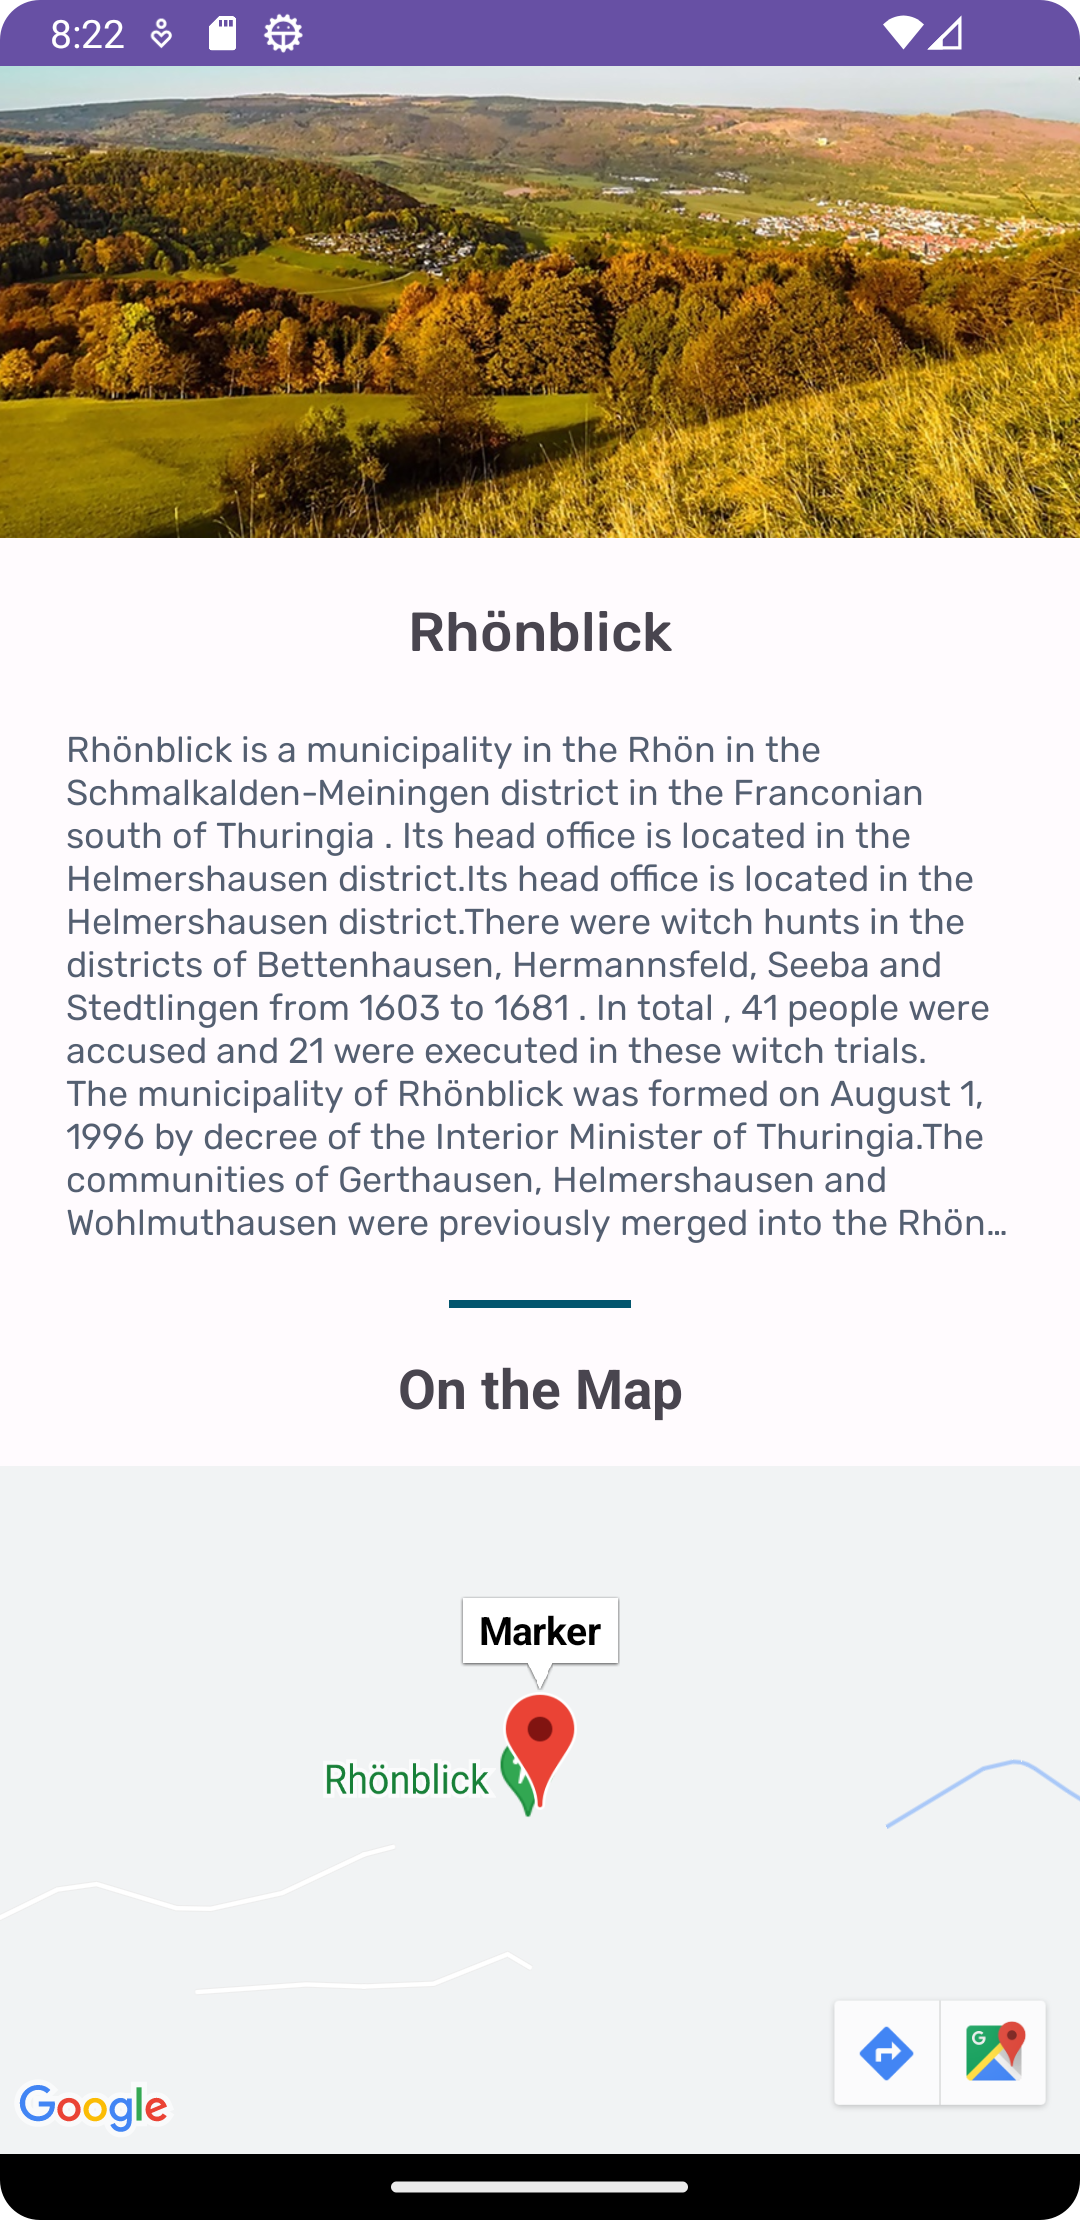 8:22
Rhönblick
Rhönblick is a municipality in the Rhön in the
Schmalkalden-Meiningen district in the Franconian
south of Thuringia . Its head office is located in the
Helmershausen district.Its head office is located in the
Helmershausen district.There were witch hunts in the
districts of Bettenhausen, Hermannsfeld, Seeba and
Stedtlingen from 1603 to 1681 . In total , 41 people were
accused and 21 were executed in these witch trials.
The municipality of Rhönblick was formed on August 1,
1996 by decree of the Interior Minister of Thuringia.The
communities of Gerthausen, Helmershausen and
Wohlmuthausen were previously merged into the Rhön…
On the Map
Marker
Rhönblick
G
Google